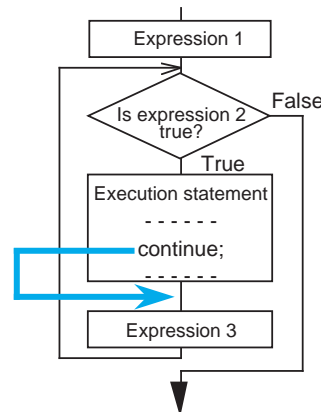 Expression 1
Is expression 2
true?
False
True
Execution statement
- - - - - -
continue;
- - - - - -
Expression 3